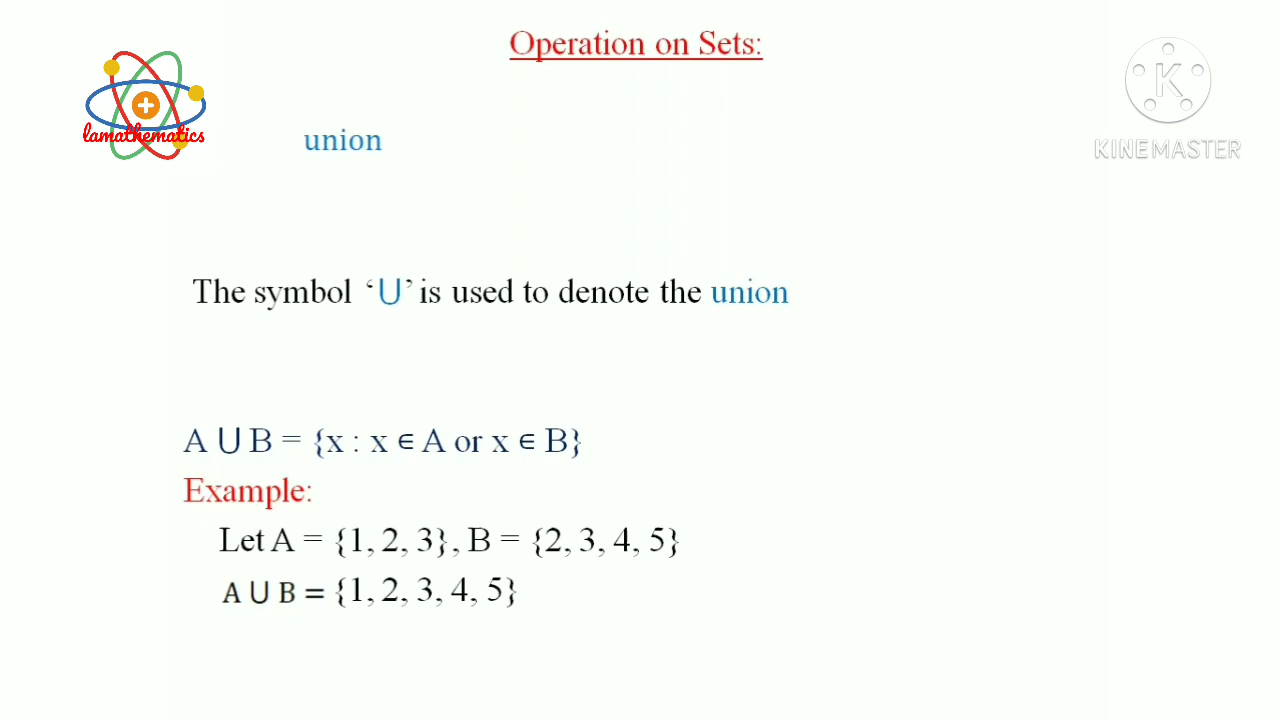 Operation on Sets:
lamathematics
K
KINEMASTER
union
The symbol ‘⋃’ is used to denote the union
A ⋃ B = {x : x ∊ A or x ∊ B}
Example:
Let A = {1, 2, 3}, B = {2, 3, 4, 5}
A ⋃ B = {1, 2, 3, 4, 5}